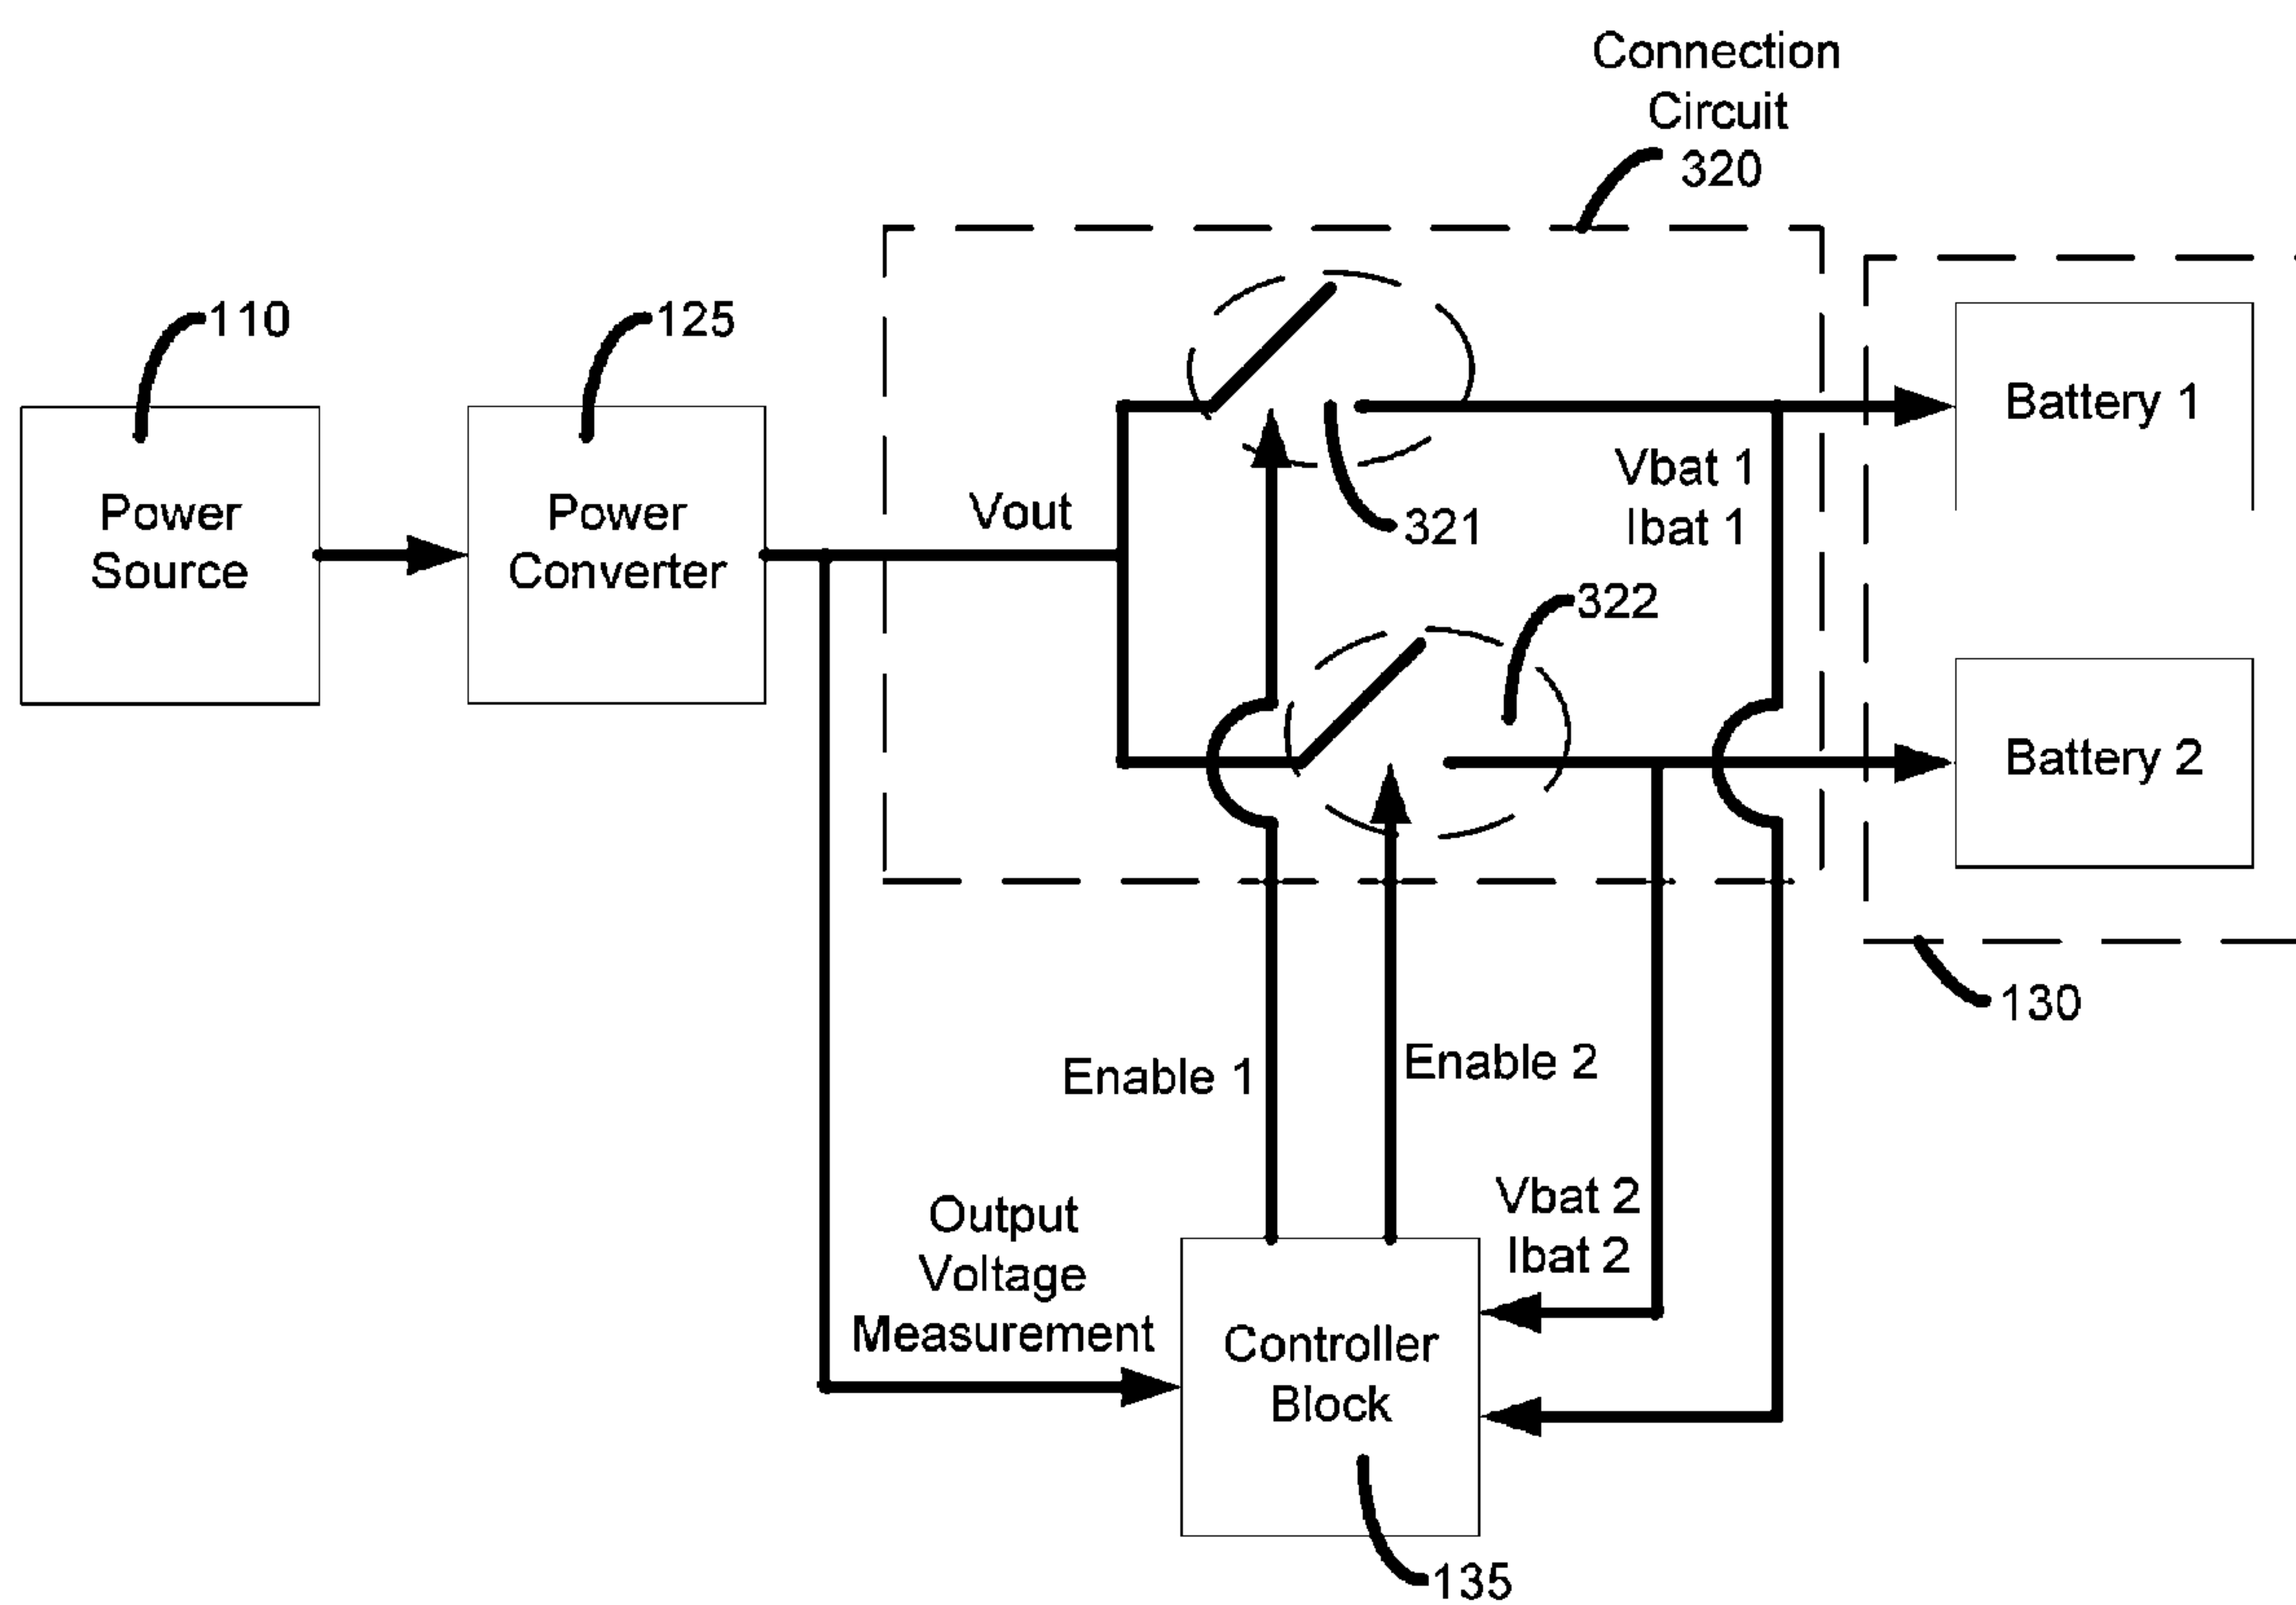 Connection
Circuit
320
110
125
Power
Source
Power
Converter
Vout
321
322
Vbat 1
Ibat 1
Battery 1
Battery 2
130
Enable 1
Enable 2
Output
Voltage
Measurement
Vbat 2
Ibat 2
Controller
Block
135